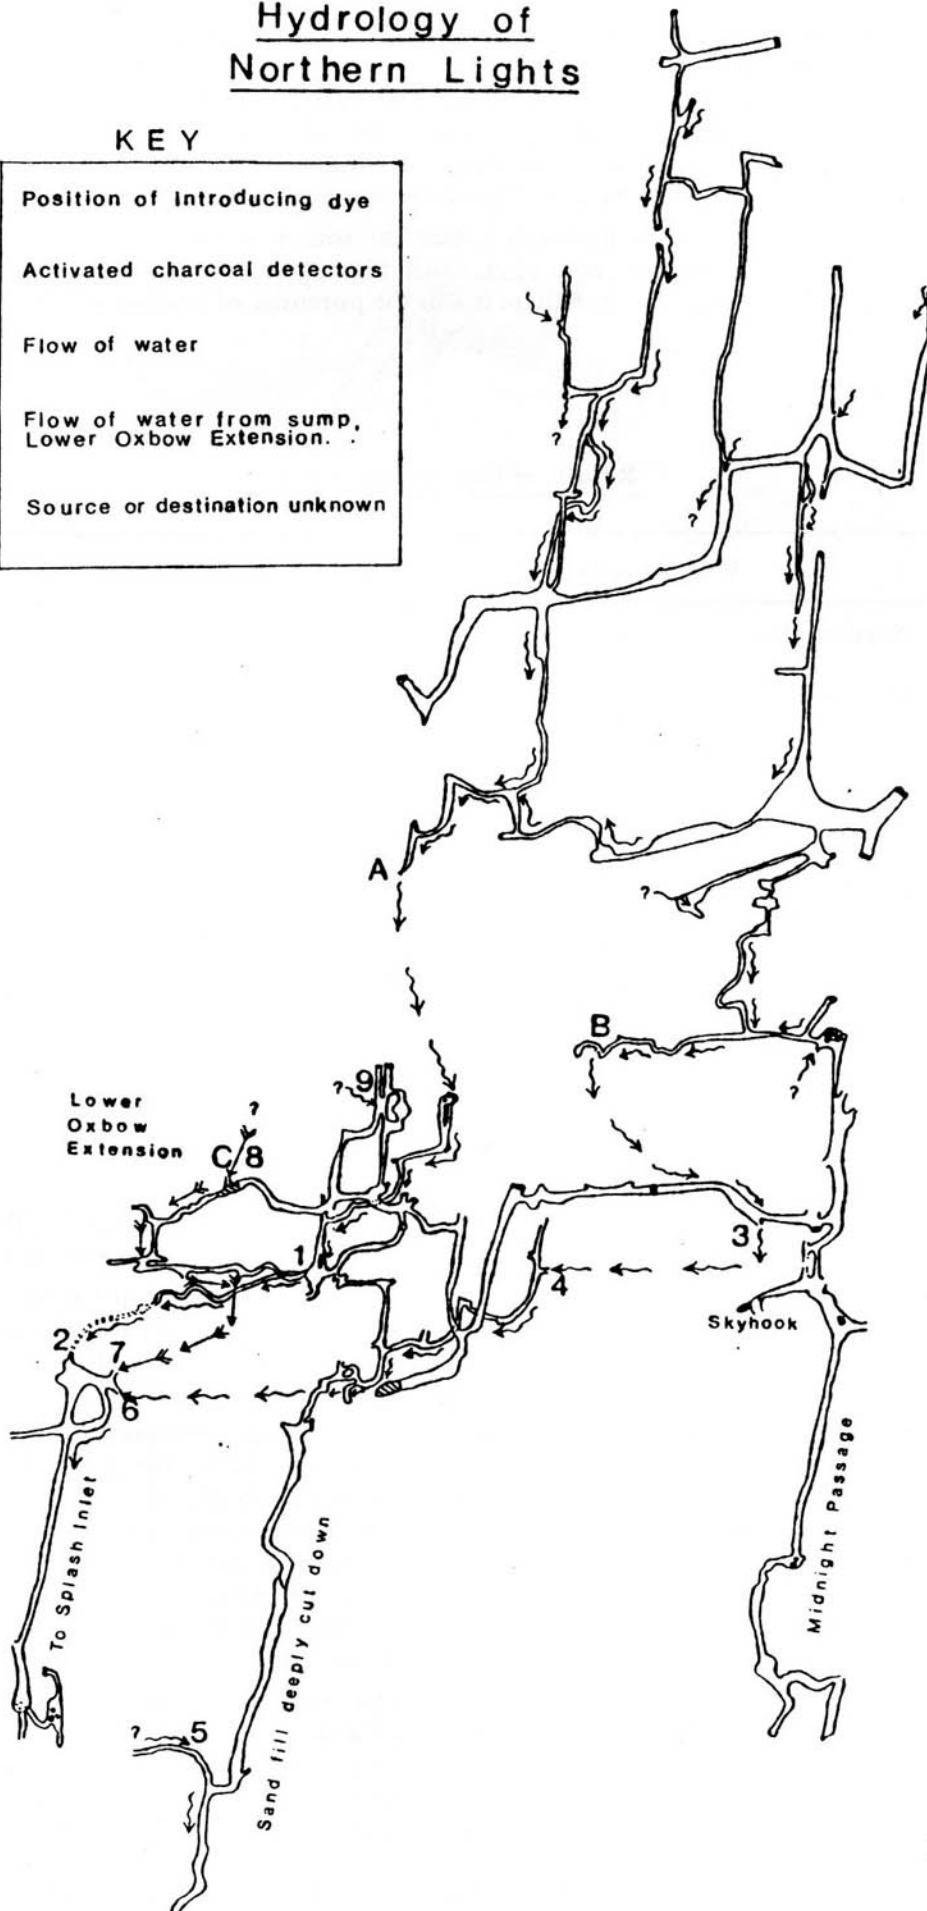 Hydrology of
Northern Lights
KEY
Position of Introducing dye
Activated charcoal detectors
Flow of water
Flow of water from sump,
Lower Oxbow Extension. .
Source or destination unknown
?
?
A
?
B
?
9
?
Lower
Oxbow
Extension
?
C 8
1
3
4
Skyhook
2
7
6
To Splash Inlet
Midnight Passage
Sand fill deeply cut down
?
5